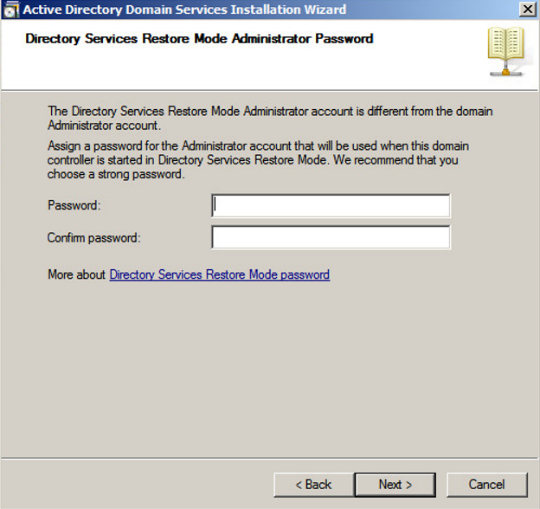 Active Directory Domain Services Installation Wizard
Directory Services Restore Mode Administrator Password
The Directory Services Restore Mode Administrator account is different from the domain
Administrator account.
Assign a password for the Administrator account that will be used when this domain
controller is started in Directory Services Restore Mode. We recommend that you
choose a strong password.
Password:
Confirm password:
More about Directory Services Restore Mode password
< Back
Next >
Cancel